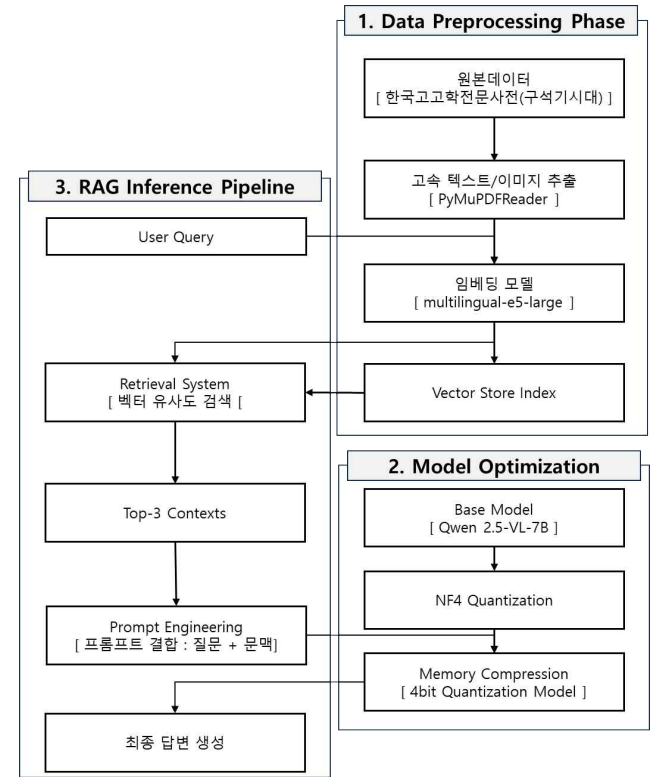 1. Data Preprocessing Phase
원본데이터
[ 한국고고학전문사전(구석기시대) ]
고속 텍스트/이미지 추출
[ PyMuPDFReader ]
임베딩 모델
[ multilingual-e5-large ]
Vector Store Index
2. Model Optimization
Base Model
[ Qwen 2.5-VL-7B ]
NF4 Quantization
Memory Compression
[ 4bit Quantization Model ]
3. RAG Inference Pipeline
User Query
Retrieval System
[ 벡터 유사도 검색 [
Top-3 Contexts
Prompt Engineering
[ 프롬프트 결합 : 질문 + 문맥]
최종 답변 생성